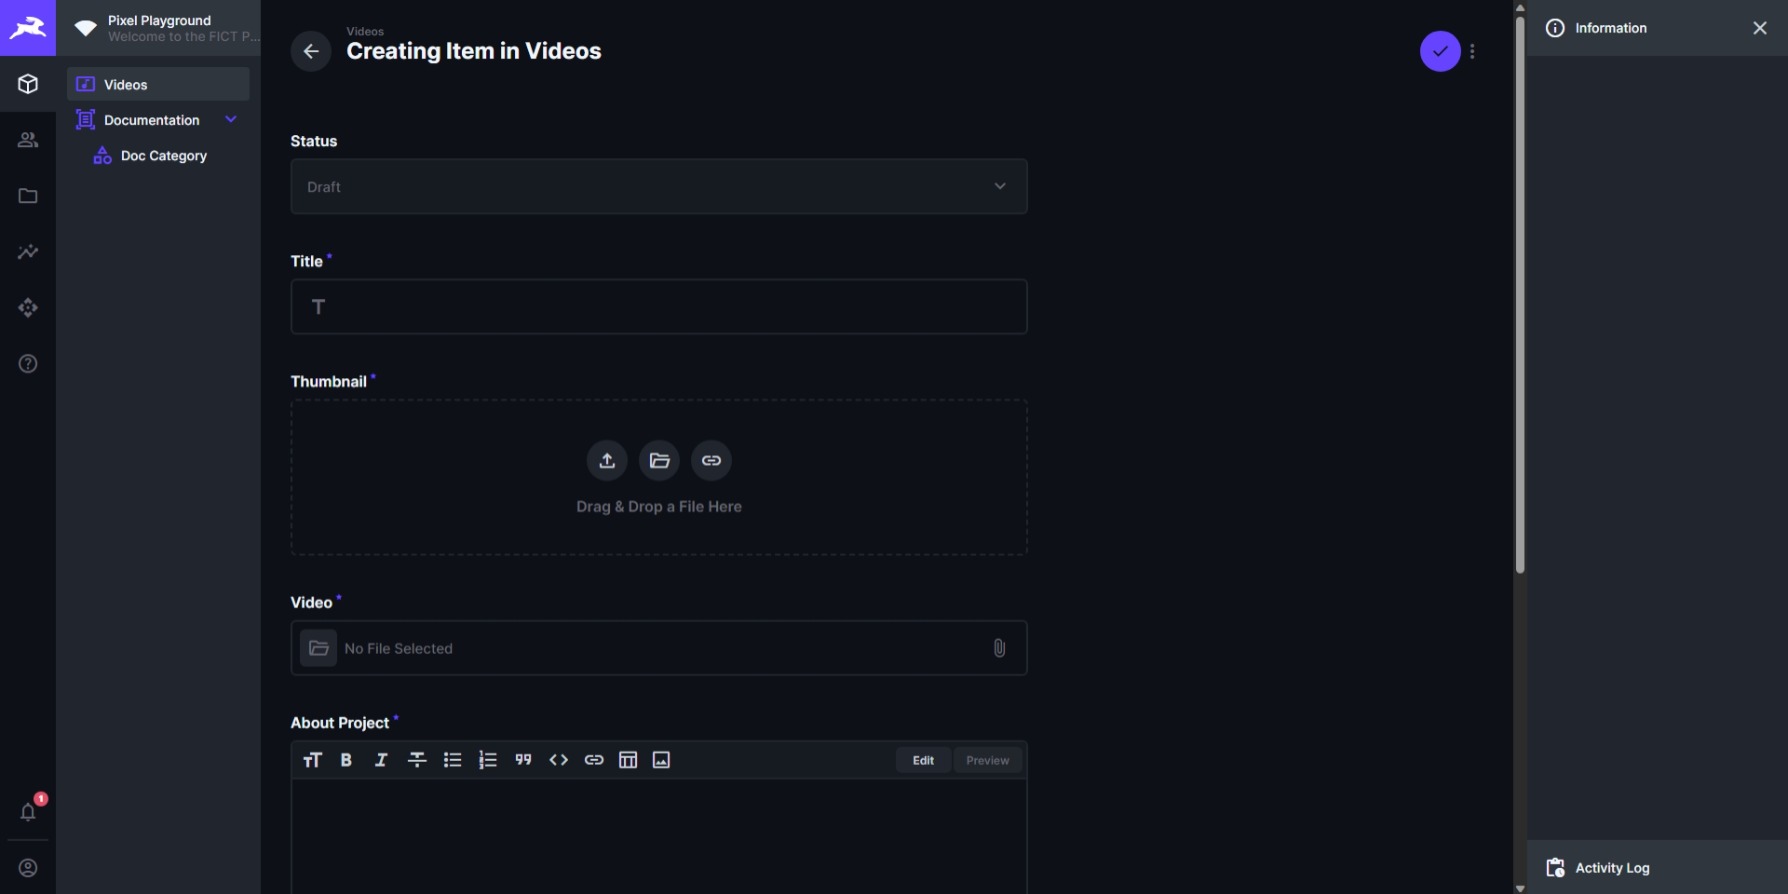 Pixel Playground
Welcome to the FICT P...
Videos
Documentation
Doc Category
1
Videos
Creating Item in Videos
Status
Draft
Title *
Thumbnail *
Drag & Drop a File Here
Video *
No File Selected
About Project *
Edit
Preview
Information
Activity Log